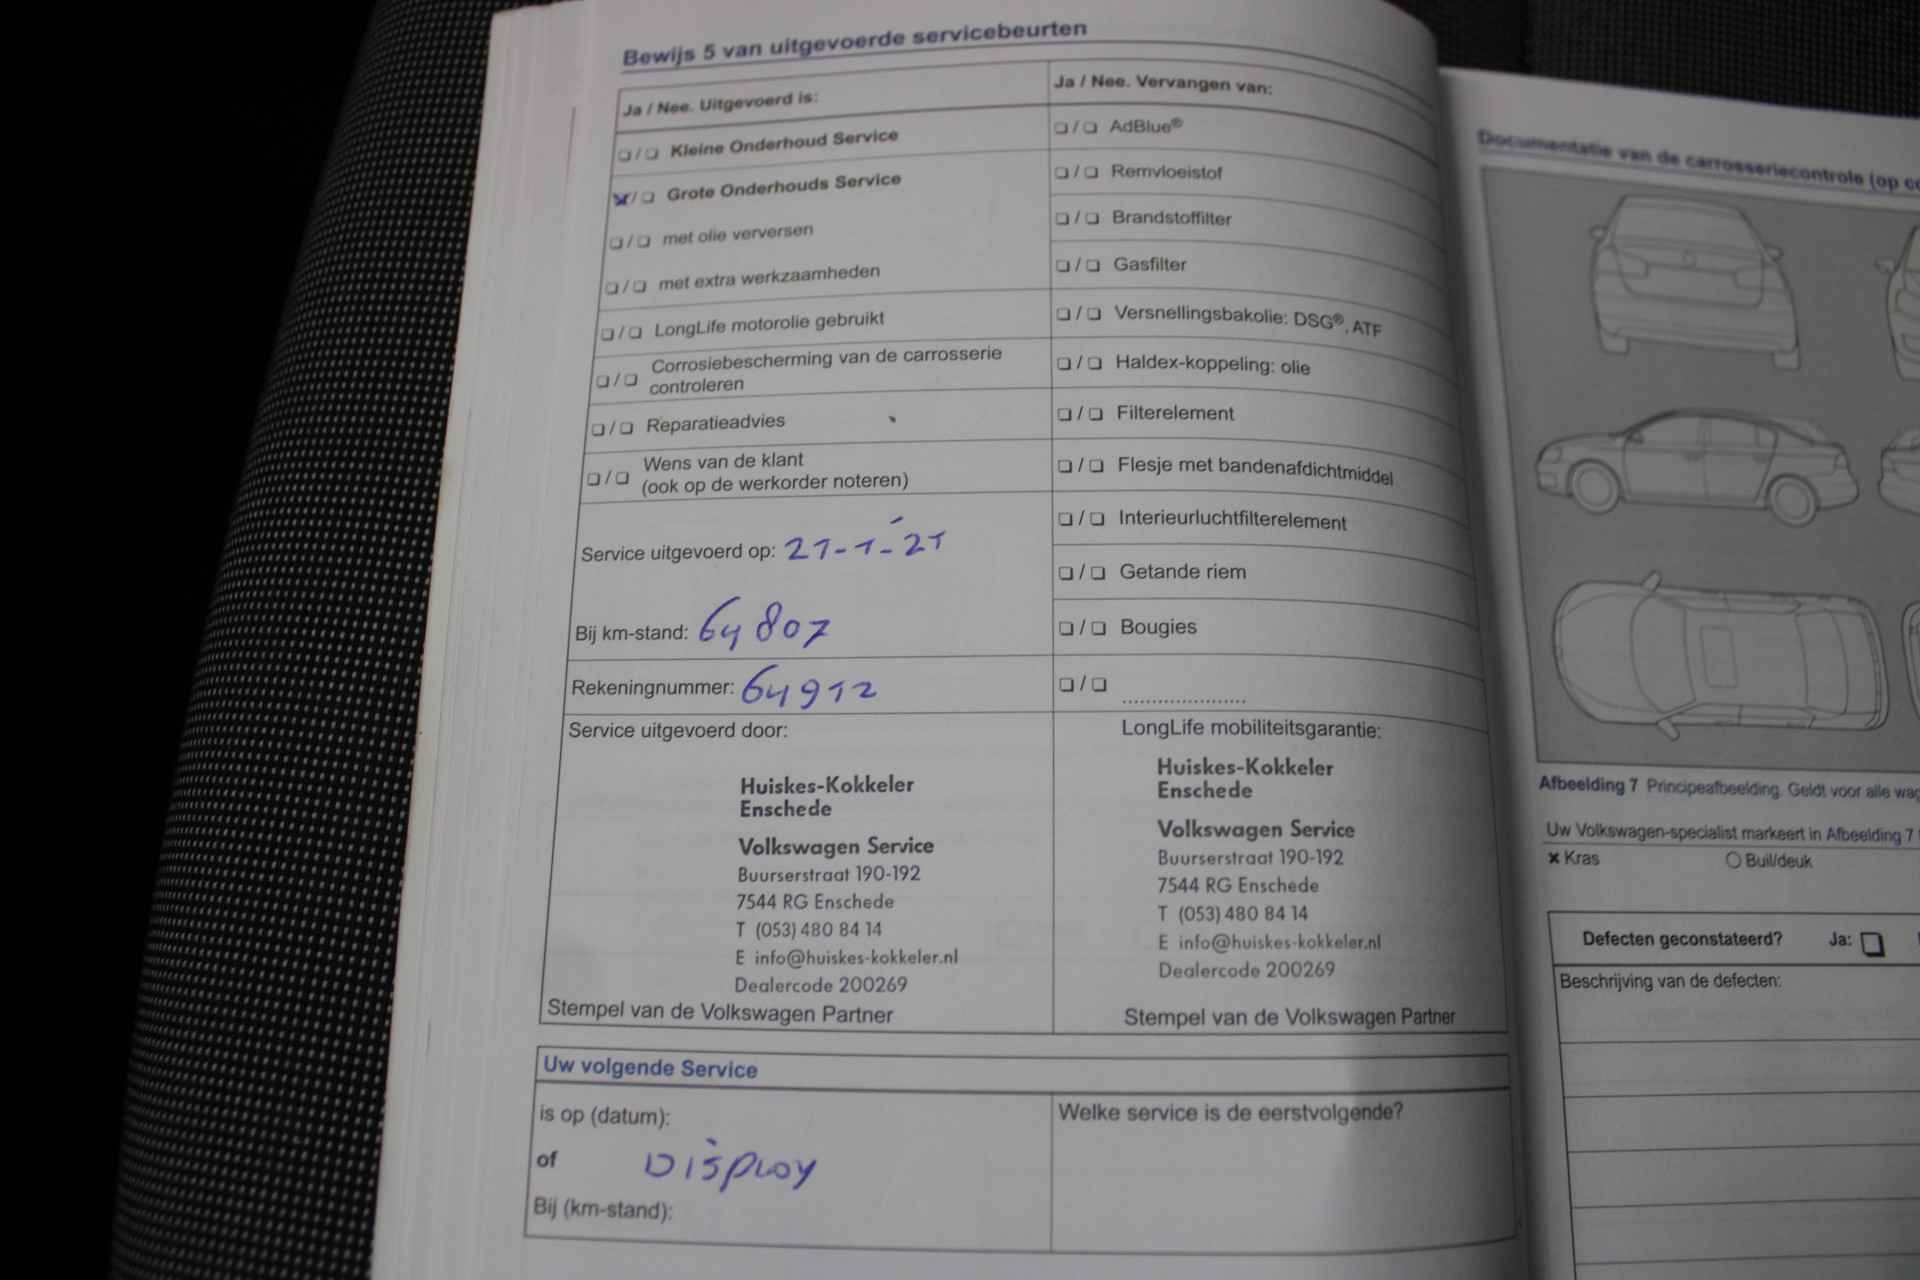 Bewijs 5 van uitgevoerde servicebeurten
Ja / Nee. Uitgevoerd is:
❏ / ❏ Kleine Onderhoud Service
☒ / ❏ Grote Onderhouds Service
❏ / ❏ met olie verversen
❏ / ❏ met extra werkzaamheden
❏ / ❏ LongLife motorolie gebruikt
❏ / ❏ Corrosiebescherming van de carrosserie
controleren
❏ / ❏ Reparatieadvies
❏ / ❏ Wens van de klant
(ook op de werkorder noteren)
Service uitgevoerd op: 21-1-21
Bij km-stand: 64807
Rekeningnummer: 64912
Ja / Nee. Vervangen van:
❏ / ❏ AdBlue®
❏ / ❏ Remvloeistof
❏ / ❏ Brandstoffilter
❏ / ❏ Gasfilter
❏ / ❏ Versnellingsbakolie: DSG®, ATF
❏ / ❏ Haldex-koppeling: olie
❏ / ❏ Filterelement
❏ / ❏ Flesje met bandenafdichtmiddel
❏ / ❏ Interieurluchtfilterelement
❏ / ❏ Getande riem
❏ / ❏ Bougies
❏ / ❏ .....................
Service uitgevoerd door:
Huiskes-Kokkeler
Enschede
Volkswagen Service
Buurserstraat 190-192
7544 RG Enschede
T (053) 480 84 14
E info@huiskes-kokkeler.nl
Dealercode 200269
Stempel van de Volkswagen Partner
LongLife mobiliteitsgarantie:
Huiskes-Kokkeler
Enschede
Volkswagen Service
Buurserstraat 190-192
7544 RG Enschede
T (053) 480 84 14
E info@huiskes-kokkeler.nl
Dealercode 200269
Stempel van de Volkswagen Partner
Uw volgende Service
is op (datum):
of Display
Bij (km-stand):
Welke service is de eerstvolgende?
Documentatie van de carrosseriecontrole (op
Afbeelding 7 Principeafbeelding. Geldt voor alle
Uw Volkswagen-specialist markeert in Afbeelding 7
× Kras ○ Buil/deuk
Defecten geconstateerd? Ja: ❏
Beschrijving van de defecten: